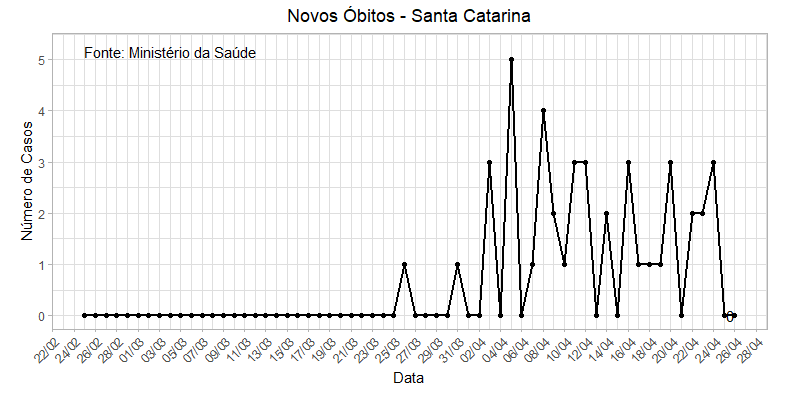 Novos Óbitos - Santa Catarina
Fonte: Ministério da Saúde
Número de Casos
5
4
3
2
1
0
0
22/02 24/02 26/02 28/02 01/03 03/03 05/03 07/03 09/03 11/03 13/03 15/03 17/03 19/03 21/03 23/03 25/03 27/03 29/03 31/03 02/04 04/04 06/04 08/04 10/04 12/04 14/04 16/04 18/04 20/04 22/04 24/04 26/04 28/04
Data